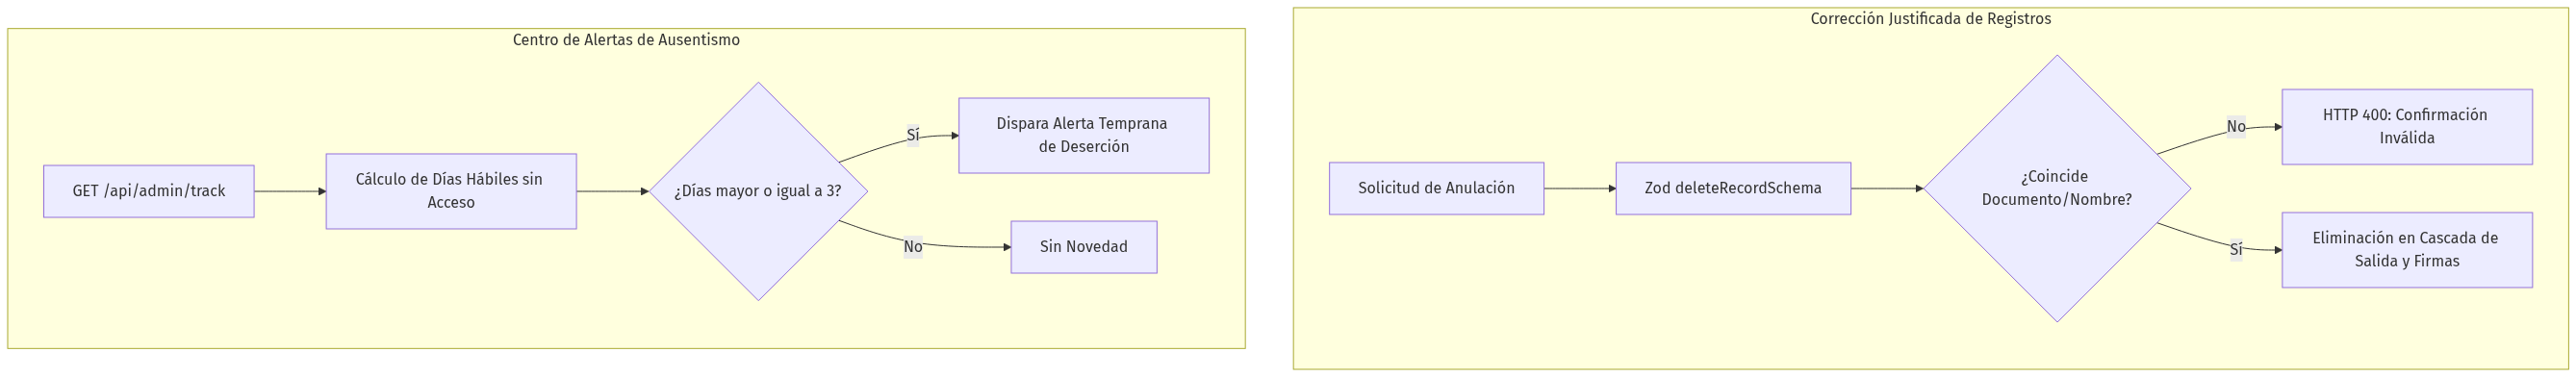 Centro de Alertas de Ausentismo
GET /api/admin/track
Cálculo de Días Hábiles sin
Acceso
¿Días mayor o igual a 3?
Sí
Dispara Alerta Temprana
de Deserción
No
Sin Novedad
Corrección Justificada de Registros
Solicitud de Anulación
Zod deleteRecordSchema
¿Coincide
Documento/Nombre?
No
HTTP 400: Confirmación
Inválida
Sí
Eliminación en Cascada de
Salida y Firmas